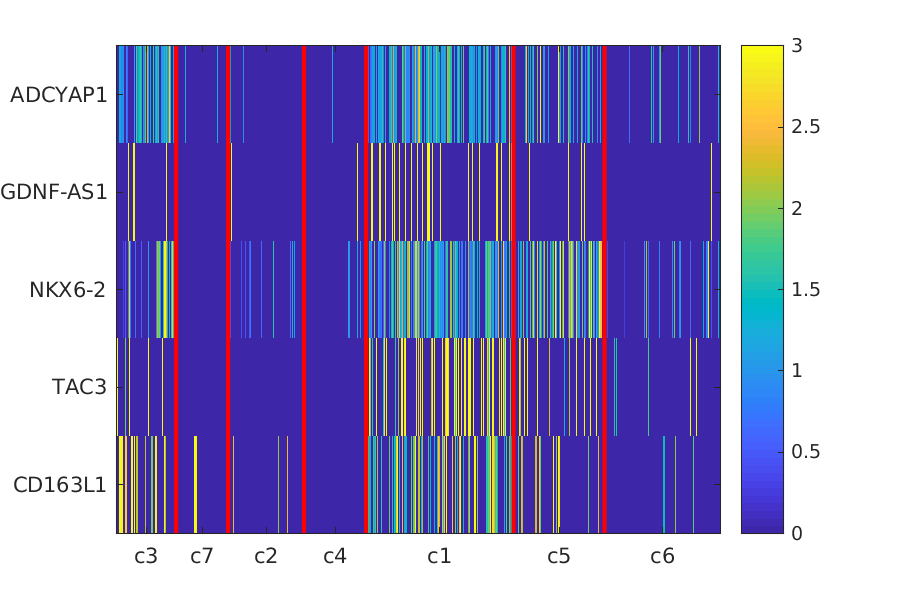 ADCYAP1
GDNF-AS1
NKX6-2
TAC3
CD163L1
c3 c7 c2 c4 c1 c5 c6
3
2.5
2
1.5
1
0.5
0